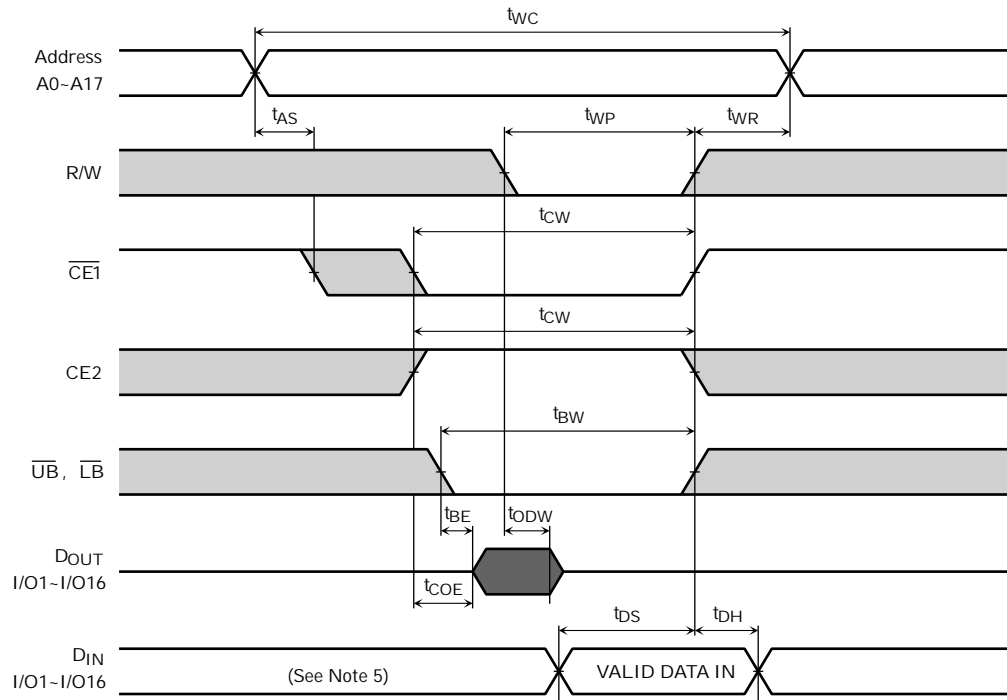 tWC
Address
A0~A17
tAS
tWP
tWR
R/W
tCW
CE1
tCW
CE2
tBW
UB, LB
tBE
tODW
DOUT
I/O1~I/O16
tCOE
tDS
tDH
DIN
I/O1~I/O16
(See Note 5)
VALID DATA IN